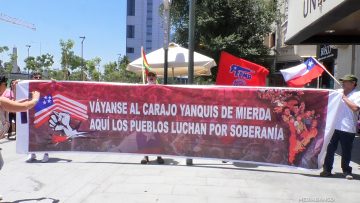 VÁYANSE AL CARAJO YANQUIS DE MIERDA
AQUÍ LOS PUEBLOS LUCHAN POR SOBERANÍA